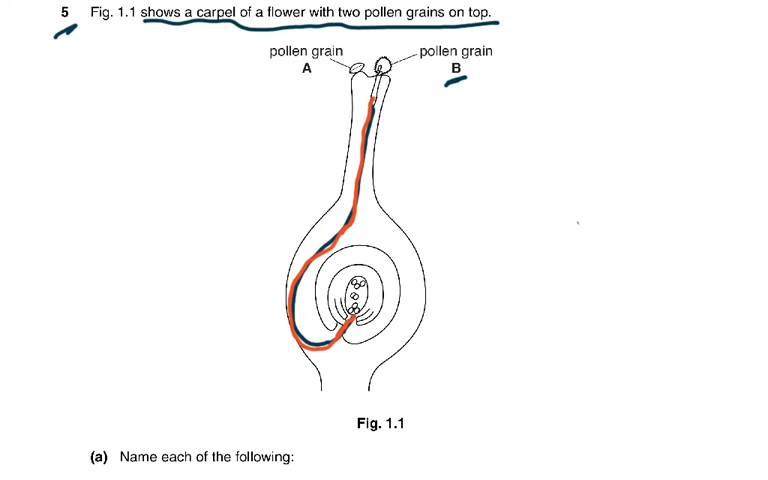 5 Fig. 1.1 shows a carpel of a flower with two pollen grains on top.
pollen grain
A
pollen grain
B
Fig. 1.1
(a) Name each of the following: